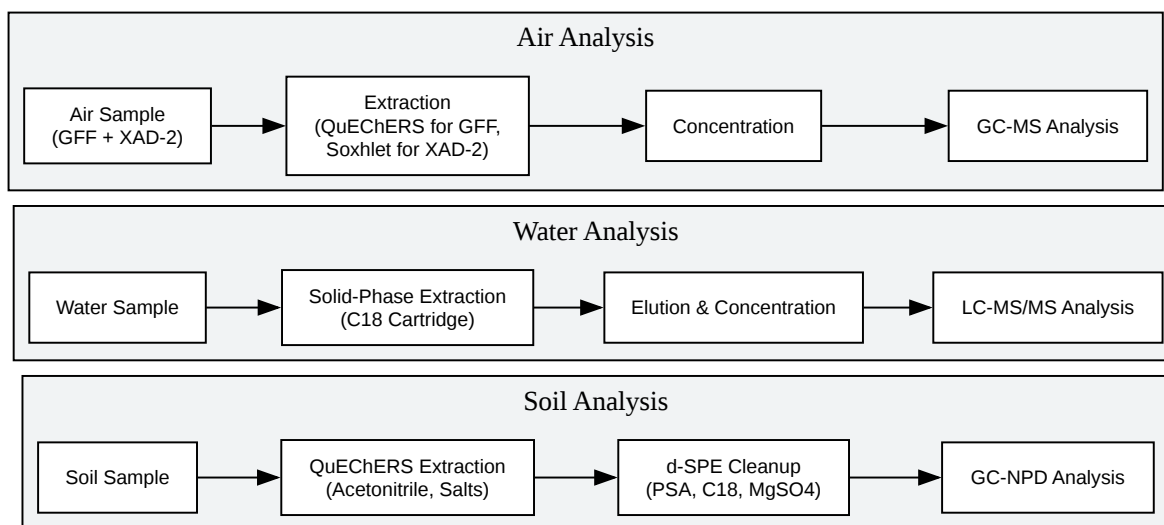 Air Analysis
Air Sample
(GFF + XAD-2)
Extraction
(QuEChERS for GFF,
Soxhlet for XAD-2)
Concentration
GC-MS Analysis
Water Analysis
Water Sample
Solid-Phase Extraction
(C18 Cartridge)
Elution & Concentration
LC-MS/MS Analysis
Soil Analysis
Soil Sample
QuEChERS Extraction
(Acetonitrile, Salts)
d-SPE Cleanup
(PSA, C18, MgSO4)
GC-NPD Analysis